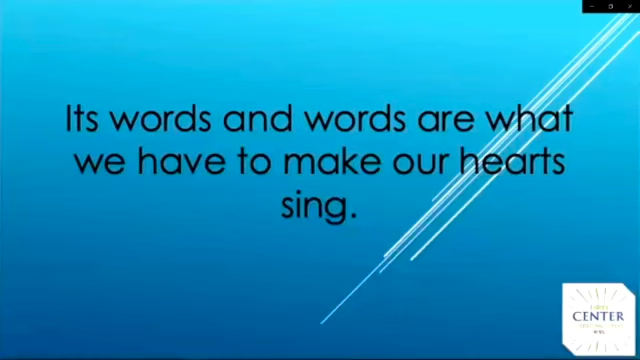 Its words and words are what
we have to make our hearts
sing.
CENTER